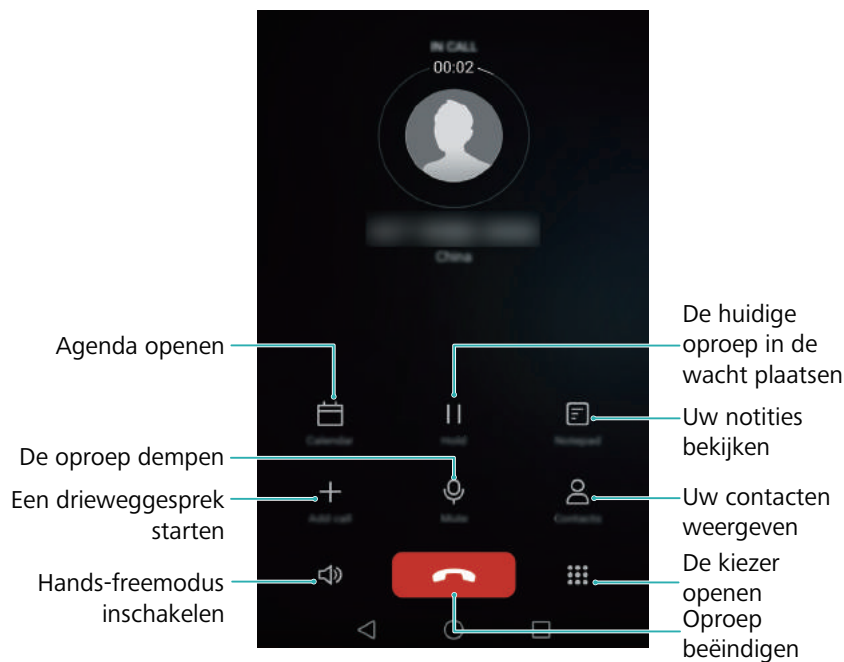 IN CALL
00:02
China
De huidige
oproep in de
wacht plaatsen
Agenda openen
Uw notities
bekijken
Calendar
Hold
Notepad
De oproep dempen
Een drieweggesprek
starten
Uw contacten
weergeven
Add call
Mute
Contacts
De kiezer
openen
Hands-freemodus
inschakelen
Oproep
beëindigen